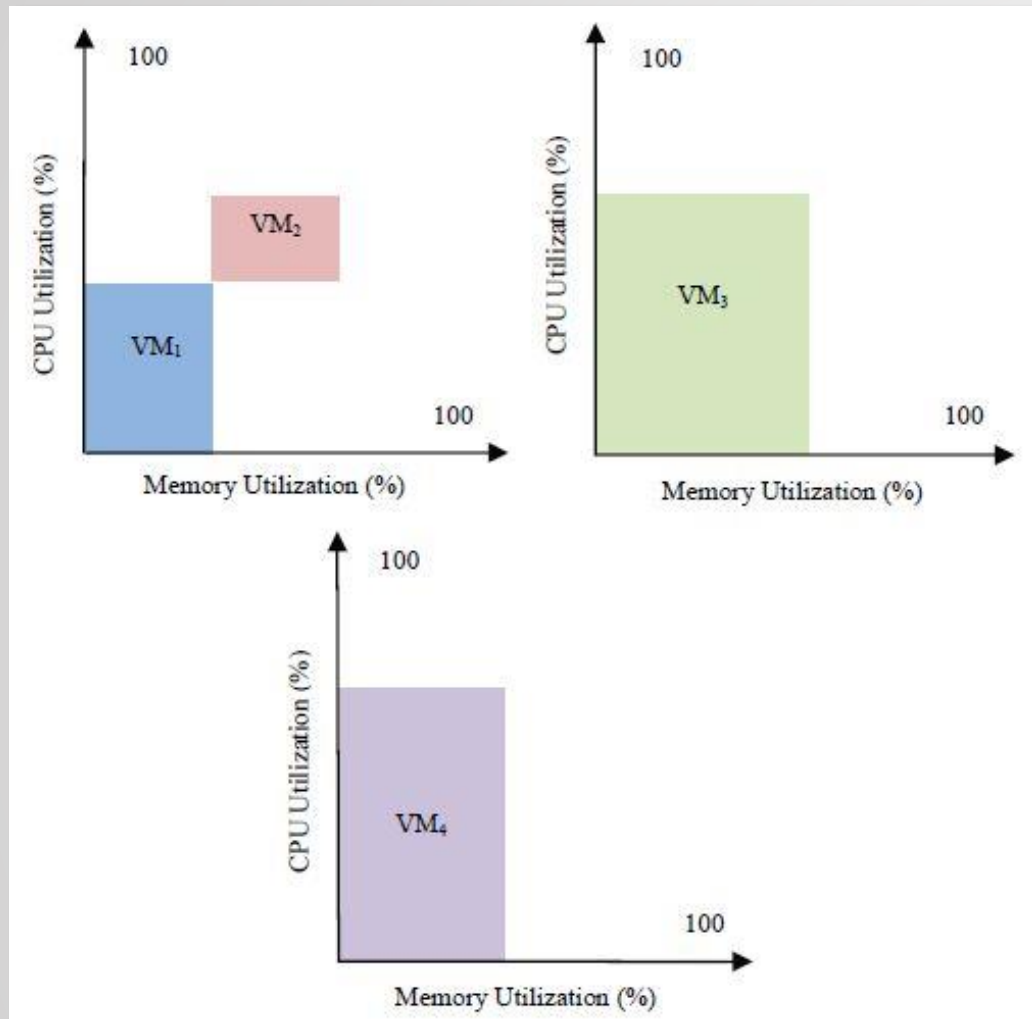 100
CPU Utilization (%)
VM₂
VM₁
100
Memory Utilization (%)
100
CPU Utilization (%)
VM₃
100
Memory Utilization (%)
100
CPU Utilization (%)
VM₄
100
Memory Utilization (%)